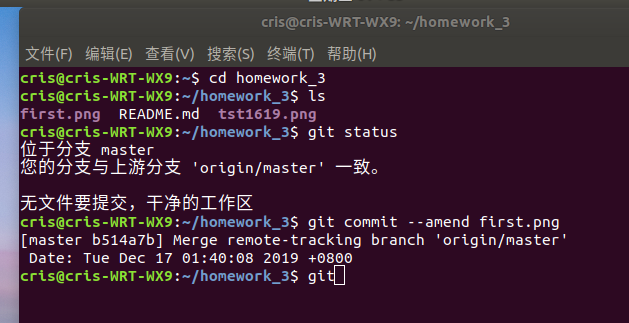 cris@cris-WRT-WX9: ~/homework_3
文件(F) 编辑(E) 查看(V) 搜索(S) 终端(T) 帮助(H)
cris@cris-WRT-WX9:~$ cd homework_3
cris@cris-WRT-WX9:~/homework_3$ ls
first.png README.md tst1619.png
cris@cris-WRT-WX9:~/homework_3$ git status
位于分支 master
您的分支与上游分支 'origin/master' 一致。
无文件要提交，干净的工作区
cris@cris-WRT-WX9:~/homework_3$ git commit --amend first.png
[master b514a7b] Merge remote-tracking branch 'origin/master'
Date: Tue Dec 17 01:40:08 2019 +0800
cris@cris-WRT-WX9:~/homework_3$ git